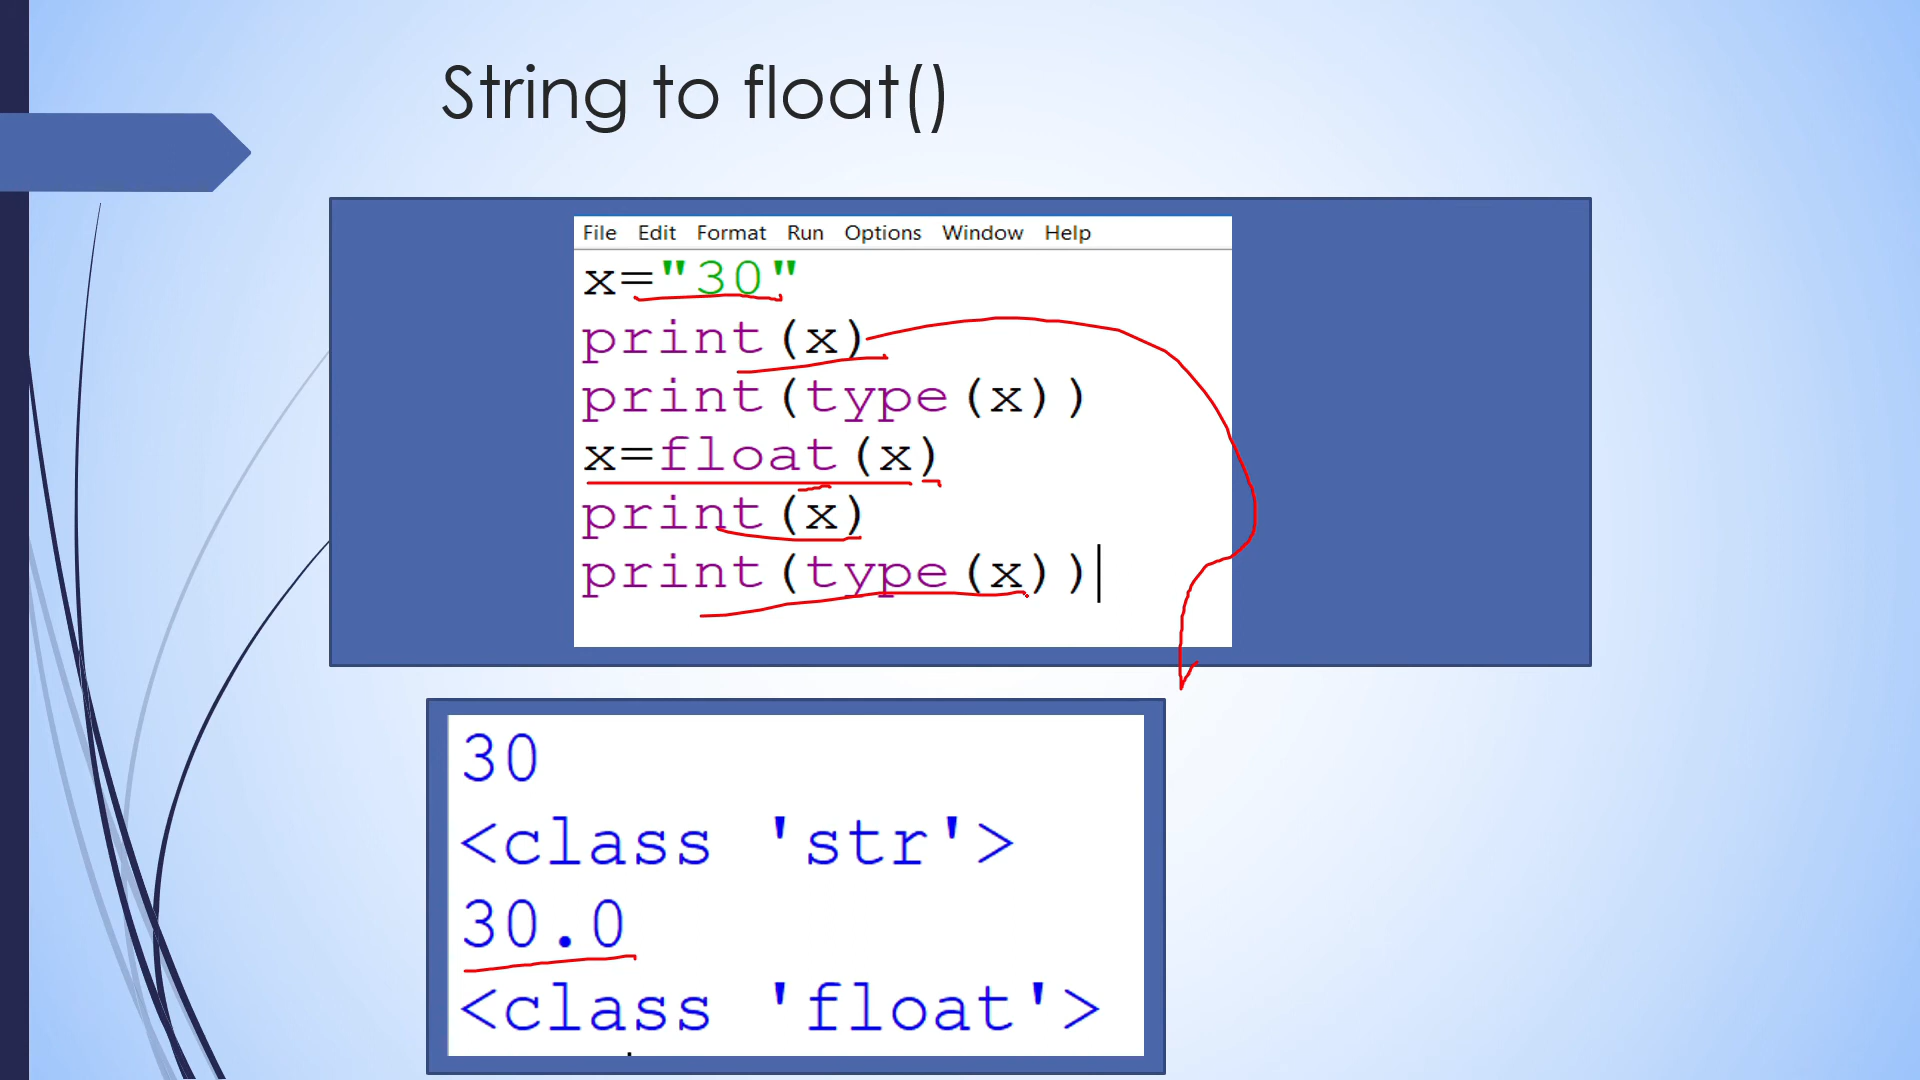 String to float()
File Edit Format Run Options Window Help
x="30"
print(x)
print(type(x))
x=float(x)
print(x)
print(type(x))
30
<class 'str'>
30.0
<class 'float'>